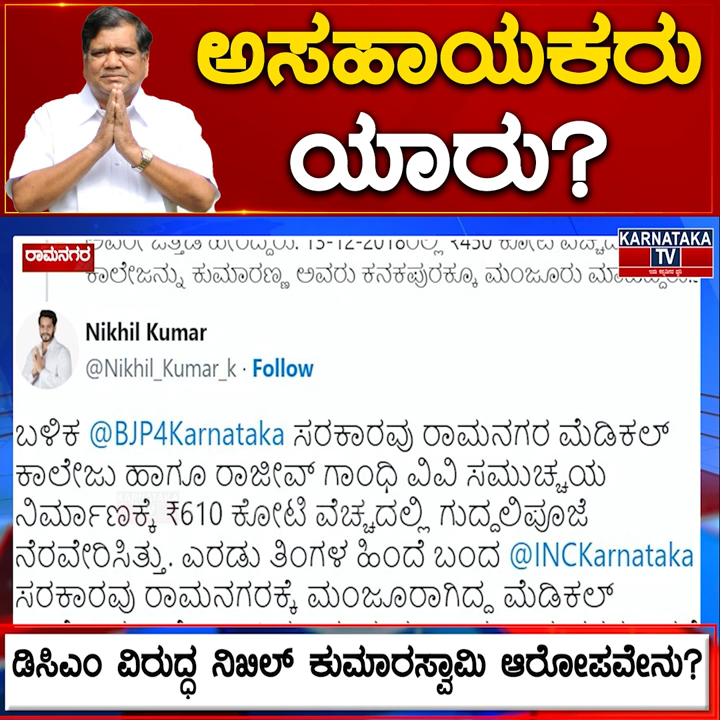 ಅಸಹಾಯಕರು
ಯಾರು?
ರಾಮನಗರ
KARNATAKA
TV
ಕಾಲೇಜನ್ನು ಕುಮಾರಣ್ಣ ಅವರು ಕನಕಪುರಕ್ಕೂ ಮಂಜೂರು
Nikhil Kumar
@Nikhil_Kumar_k · Follow
ಬಳಿಕ @BJP4Karnataka ಸರಕಾರವು ರಾಮನಗರ ಮೆಡಿಕಲ್
ಕಾಲೇಜು ಹಾಗೂ ರಾಜೀವ್ ಗಾಂಧಿ ವಿವಿ ಸಮುಚ್ಚಯ
ನಿರ್ಮಾಣಕ್ಕೆ ₹610 ಕೋಟಿ ವೆಚ್ಚದಲ್ಲಿ ಗುದ್ದಲಿಪೂಜೆ
ನೆರವೇರಿಸಿತ್ತು. ಎರಡು ತಿಂಗಳ ಹಿಂದೆ ಬಂದ @INCKarnataka
ಸರಕಾರವು ರಾಮನಗರಕ್ಕೆ ಮಂಜೂರಾಗಿದ್ದ ಮೆಡಿಕಲ್
ಡಿಸಿಎಂ ವಿರುದ್ಧ ನಿಖಿಲ್ ಕುಮಾರಸ್ವಾಮಿ ಆರೋಪವೇನು?